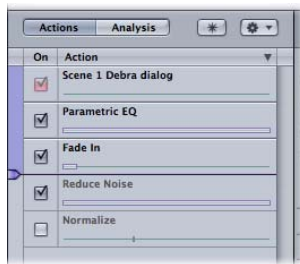 Actions Analysis
On Action
Scene 1 Debra dialog
Parametric EQ
Fade In
Reduce Noise
Normalize